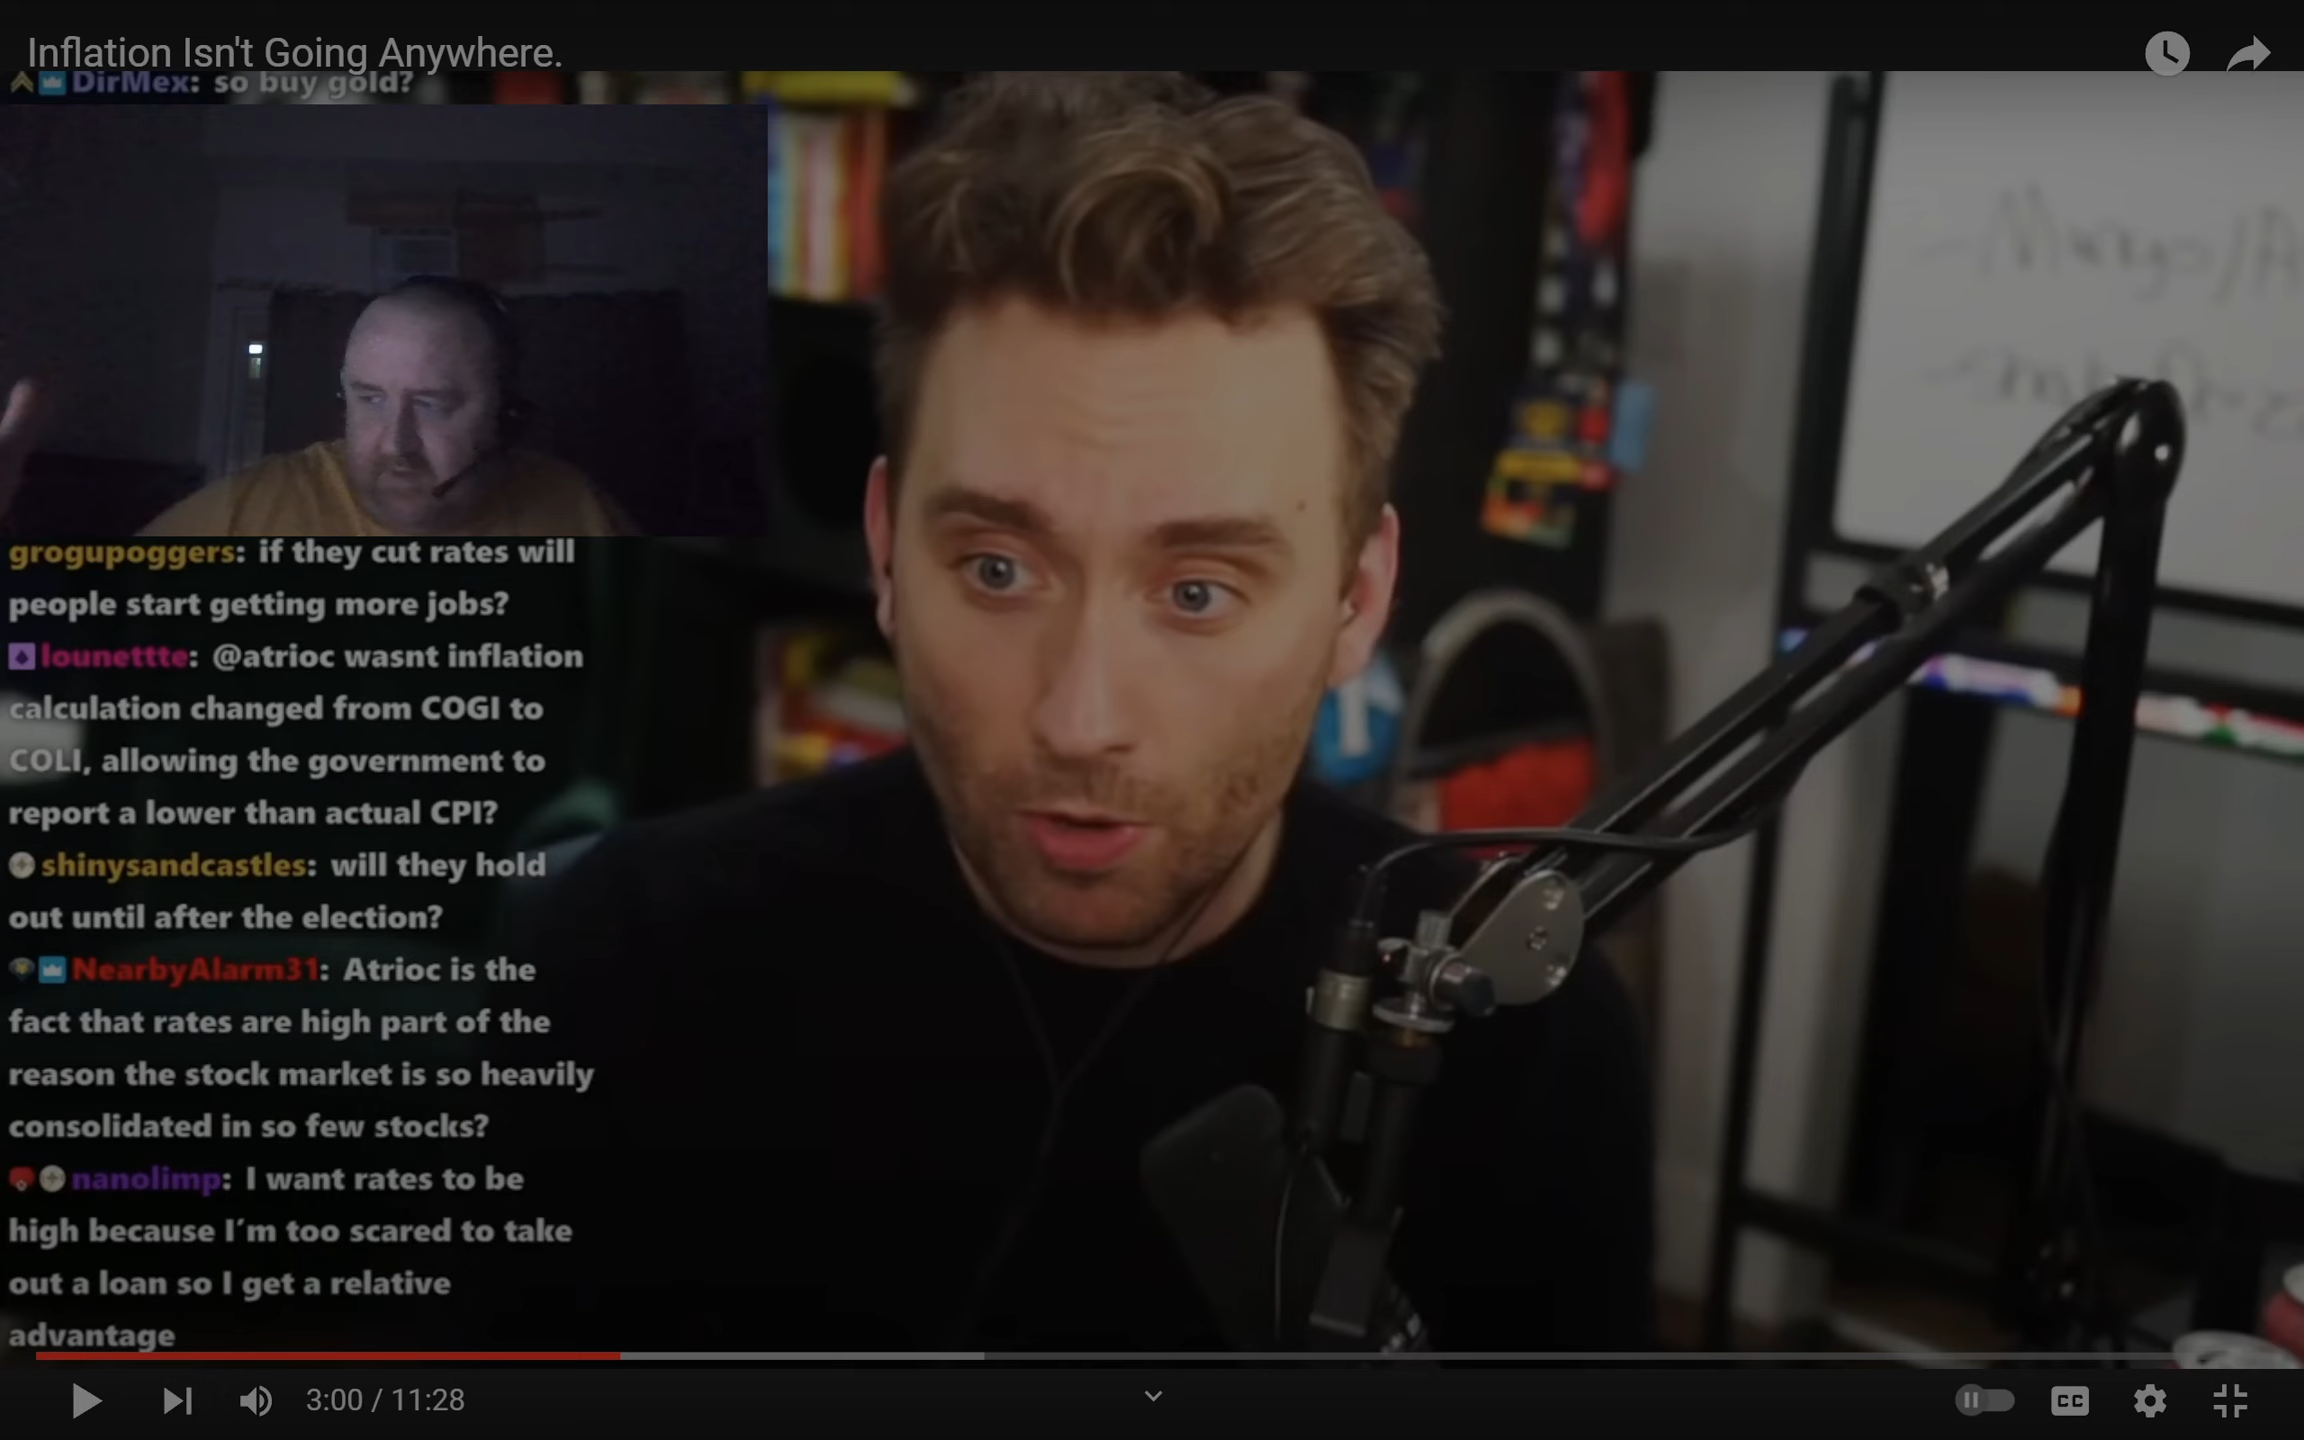 Inflation Isn't Going Anywhere.
DirMex: so buy gold?
grogupoggers: if they cut rates will
people start getting more jobs?
lounettte: @atrioc wasnt inflation
calculation changed from COGI to
COLI, allowing the government to
report a lower than actual CPI?
shinysandcastles: will they hold
out until after the election?
NearbyAlarm31: Atrioc is the
fact that rates are high part of the
reason the stock market is so heavily
consolidated in so few stocks?
nanolimp: I want rates to be
high because I'm too scared to take
out a loan so I get a relative
advantage
3:00 / 11:28
CC